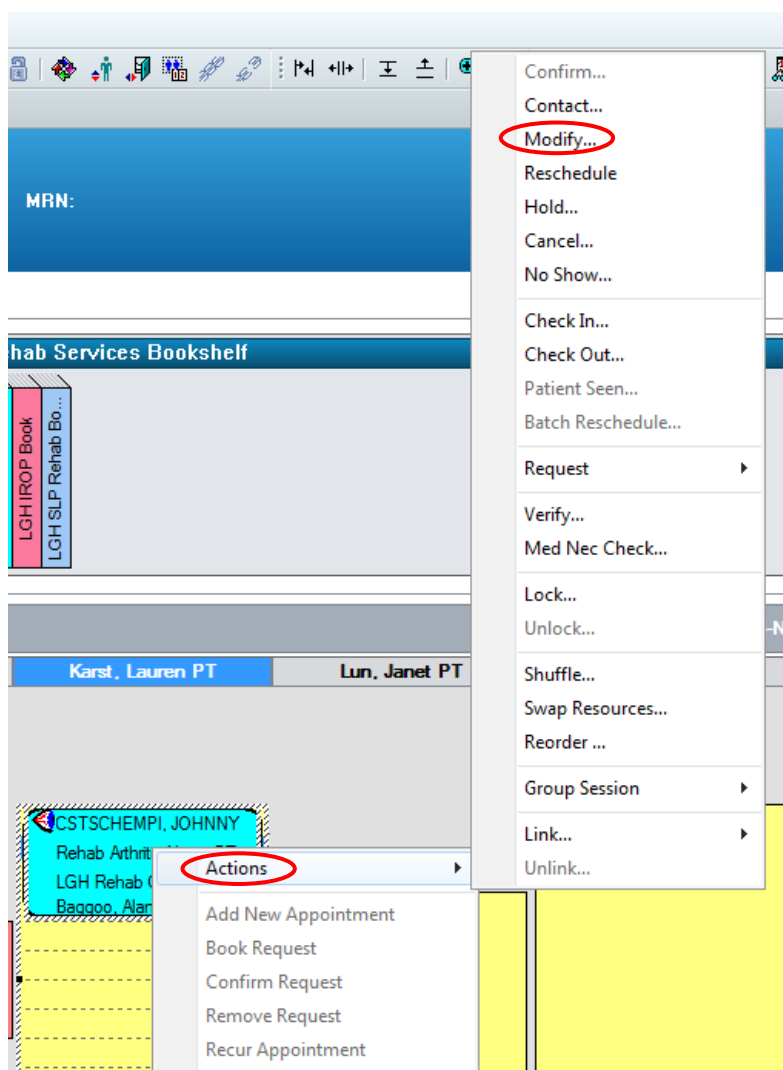 Confirm...
Contact...
Modify...
Reschedule
Hold...
Cancel...
No Show...
Check In...
Check Out...
Patient Seen...
Batch Reschedule...
Request
Verify...
Med Nec Check...
Lock...
Unlock...
Shuffle...
Swap Resources...
Reorder ...
Group Session
Link...
Unlink...
MRN:
hab Services Bookshelf
LGH IROP Book
LGH SLP Rehab Bo...
-N
Karst, Lauren PT
Lun, Janet PT
CSTSCHEMPI, JOHNNY
Rehab Arthrit
LGH Rehab
Baggoo, Alan
Actions
Add New Appointment
Book Request
Confirm Request
Remove Request
Recur Appointment